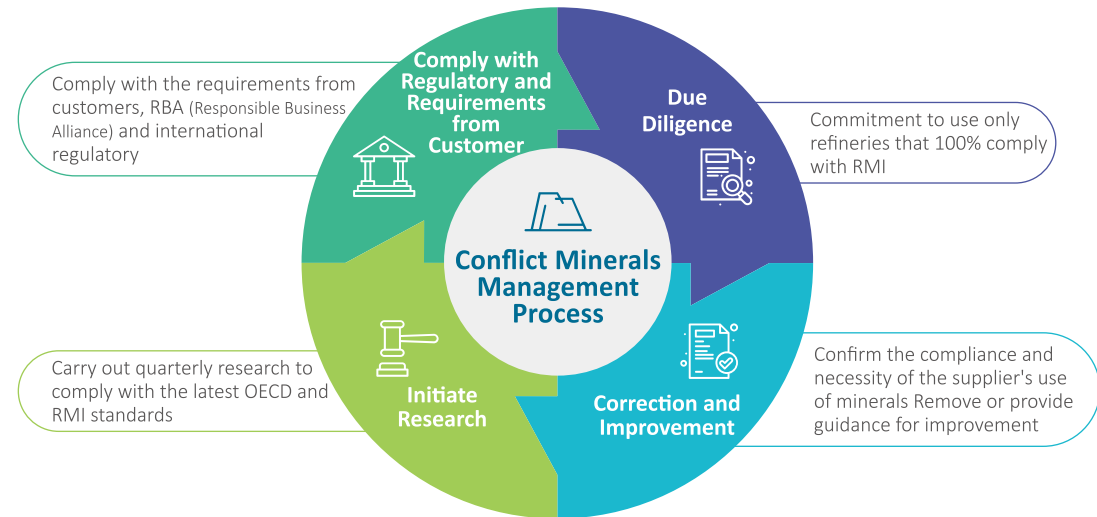 Comply with
Regulatory and
Requirements
from
Customer
Comply with the requirements from
customers, RBA (Responsible Business
Alliance) and international
regulatory
Due
Diligence
Commitment to use only
refineries that 100% comply
with RMI
Conflict Minerals
Management
Process
Correction and
Improvement
Confirm the compliance and
necessity of the supplier's use
of minerals Remove or provide
guidance for improvement
Initiate
Research
Carry out quarterly research to
comply with the latest OECD and
RMI standards